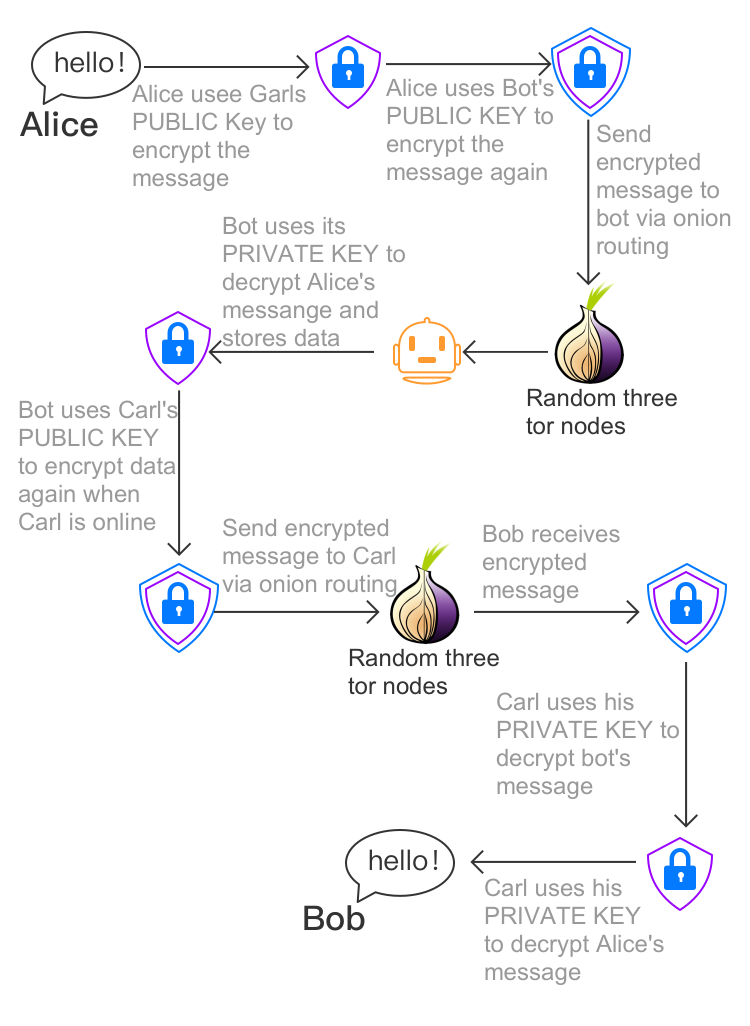 hello!
Alice
Alice usee Garls
PUBLIC Key to
encrypt the
message
Alice uses Bot's
PUBLIC KEY to
encrypt the
message again
Send
encrypted
message to
bot via onion
routing
Bot uses its
PRIVATE KEY to
decrypt Alice's
messange and
stores data
Random three
tor nodes
Bot uses Carl's
PUBLIC KEY
to encrypt data
again when
Carl is online
Send encrypted
message to Carl
via onion routing
Random three
tor nodes
Bob receives
encrypted
message
Carl uses his
PRIVATE KEY to
decrypt bot's
message
hello!
Bob
Carl uses his
PRIVATE KEY
to decrypt Alice's
message